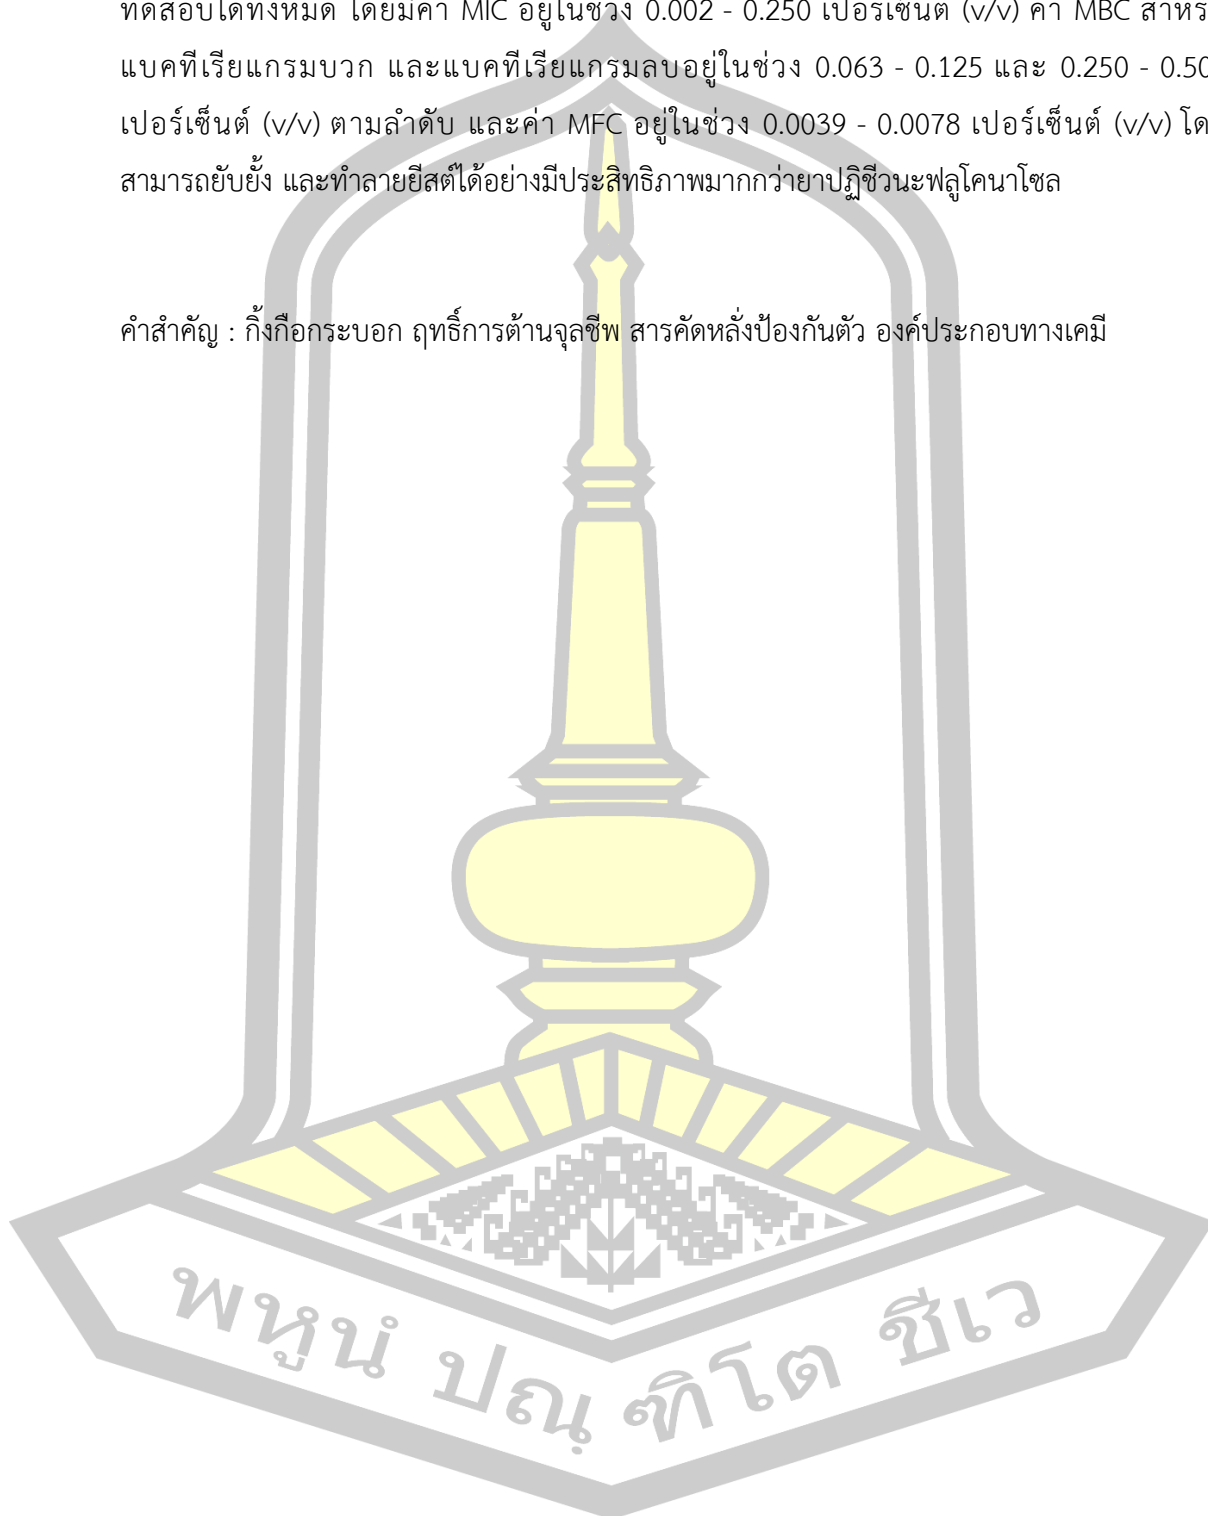 ทดสอบได้ทั้งหมด โดยมีค่า MIC อยู่ในช่วง 0.002 - 0.250 เปอร์เซ็นต์ (v/v) ค่า MBC
แบคทีเรียแกรมบวก และแบคทีเรียแกรมลบอยู่ในช่วง 0.063 - 0.125 และ 0.250 - 0.50
เปอร์เซ็นต์ (v/v) ตามลำดับ และค่า MFC อยู่ในช่วง 0.0039 - 0.0078 เปอร์เซ็นต์ (v/v)
สามารถยับยั้ง และทำลายยีสต์ได้อย่างมีประสิทธิภาพมากกว่ายาปฏิชีวนะฟลูโคนาโซล
คำสำคัญ : กิ้งกือกระบอก ฤทธิ์การต้านจุลชีพ สารคัดหลั่งป้องกันตัว องค์ประกอบทางเคมี
พหูนํ ปณฺฑิโต ชีเว